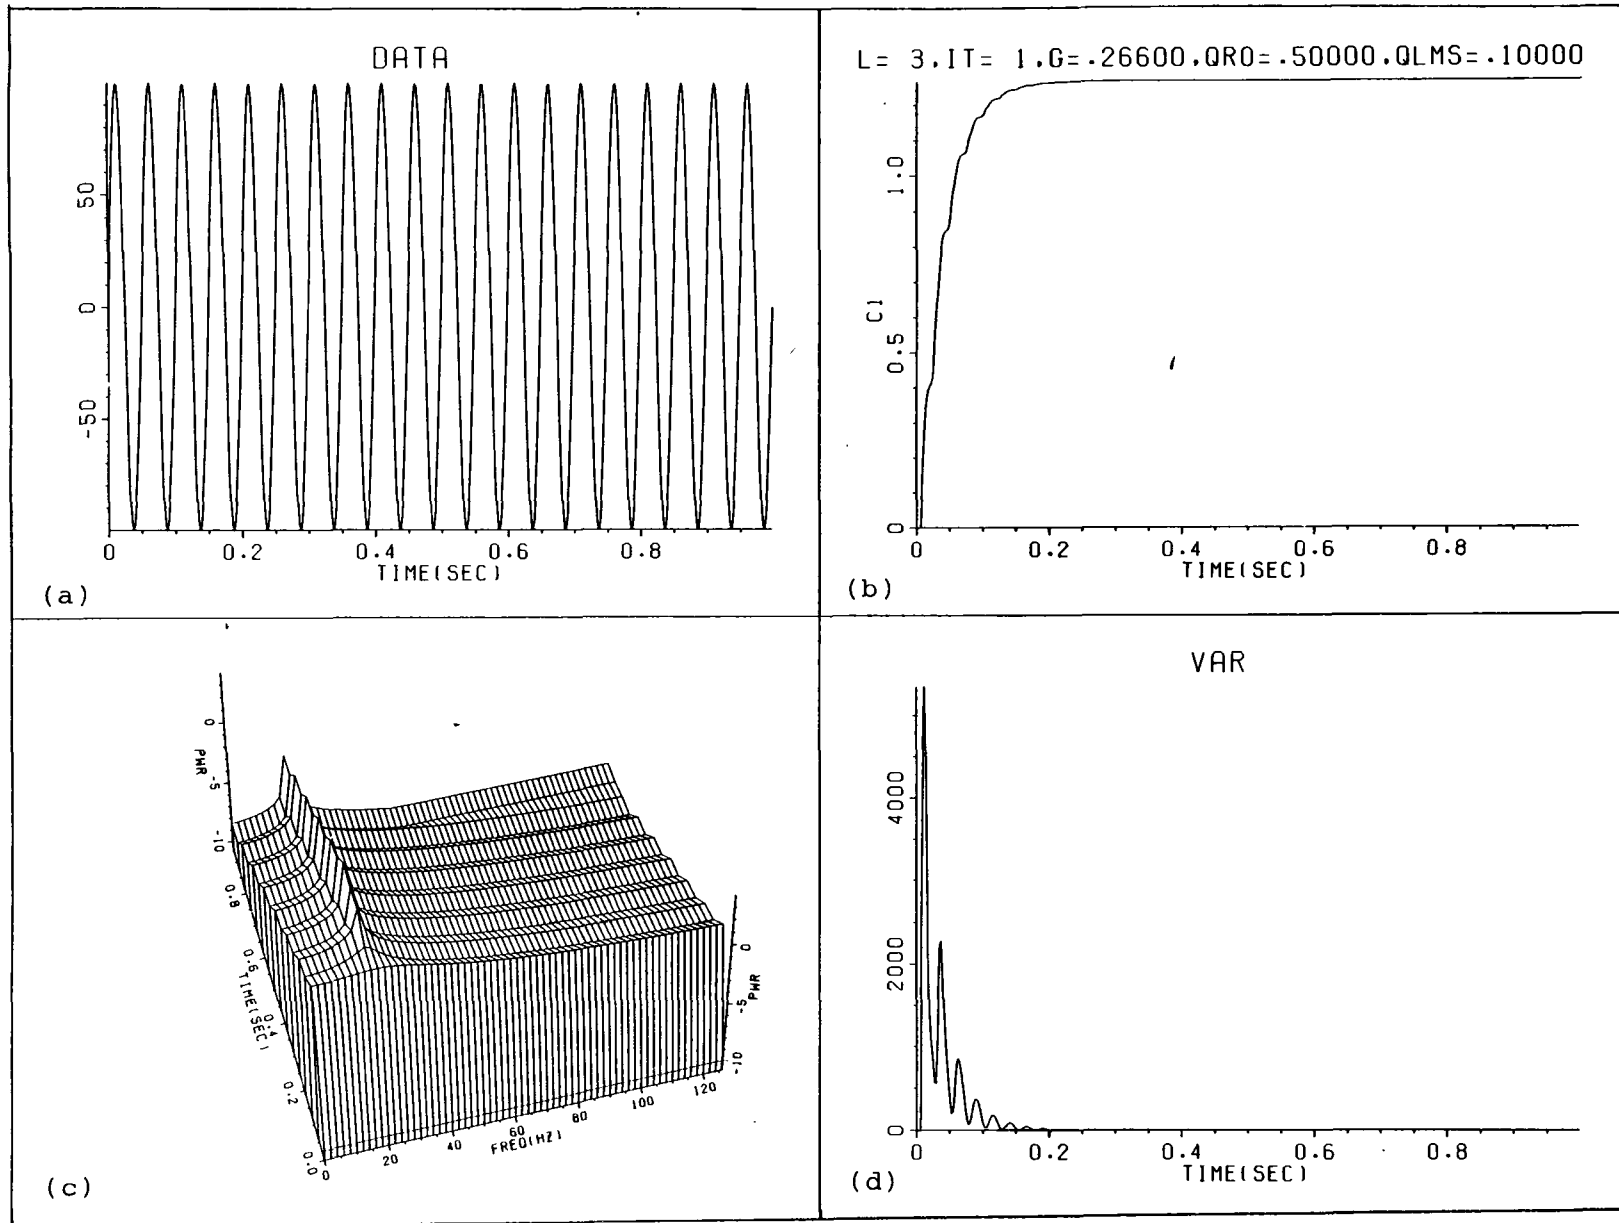 DATA
50
0
-50
0
0.2
0.4
0.6
0.8
TIME(SEC)
(a)
L= 3,IT= 1,G=.26600,QRO=.50000,QLMS=.10000
1.0
0.5
0
C1
0
0.2
0.4
0.6
0.8
TIME(SEC)
(b)
0
-5
-10
PWR
0.8
0.6
0.4
0.2
0.0
TIME(SEC)
0
20
40
60
80
100
120
FREQ(HZ)
0
-5
-10
PWR
(c)
VAR
4000
2000
0
0
0.2
0.4
0.6
0.8
TIME(SEC)
(d)